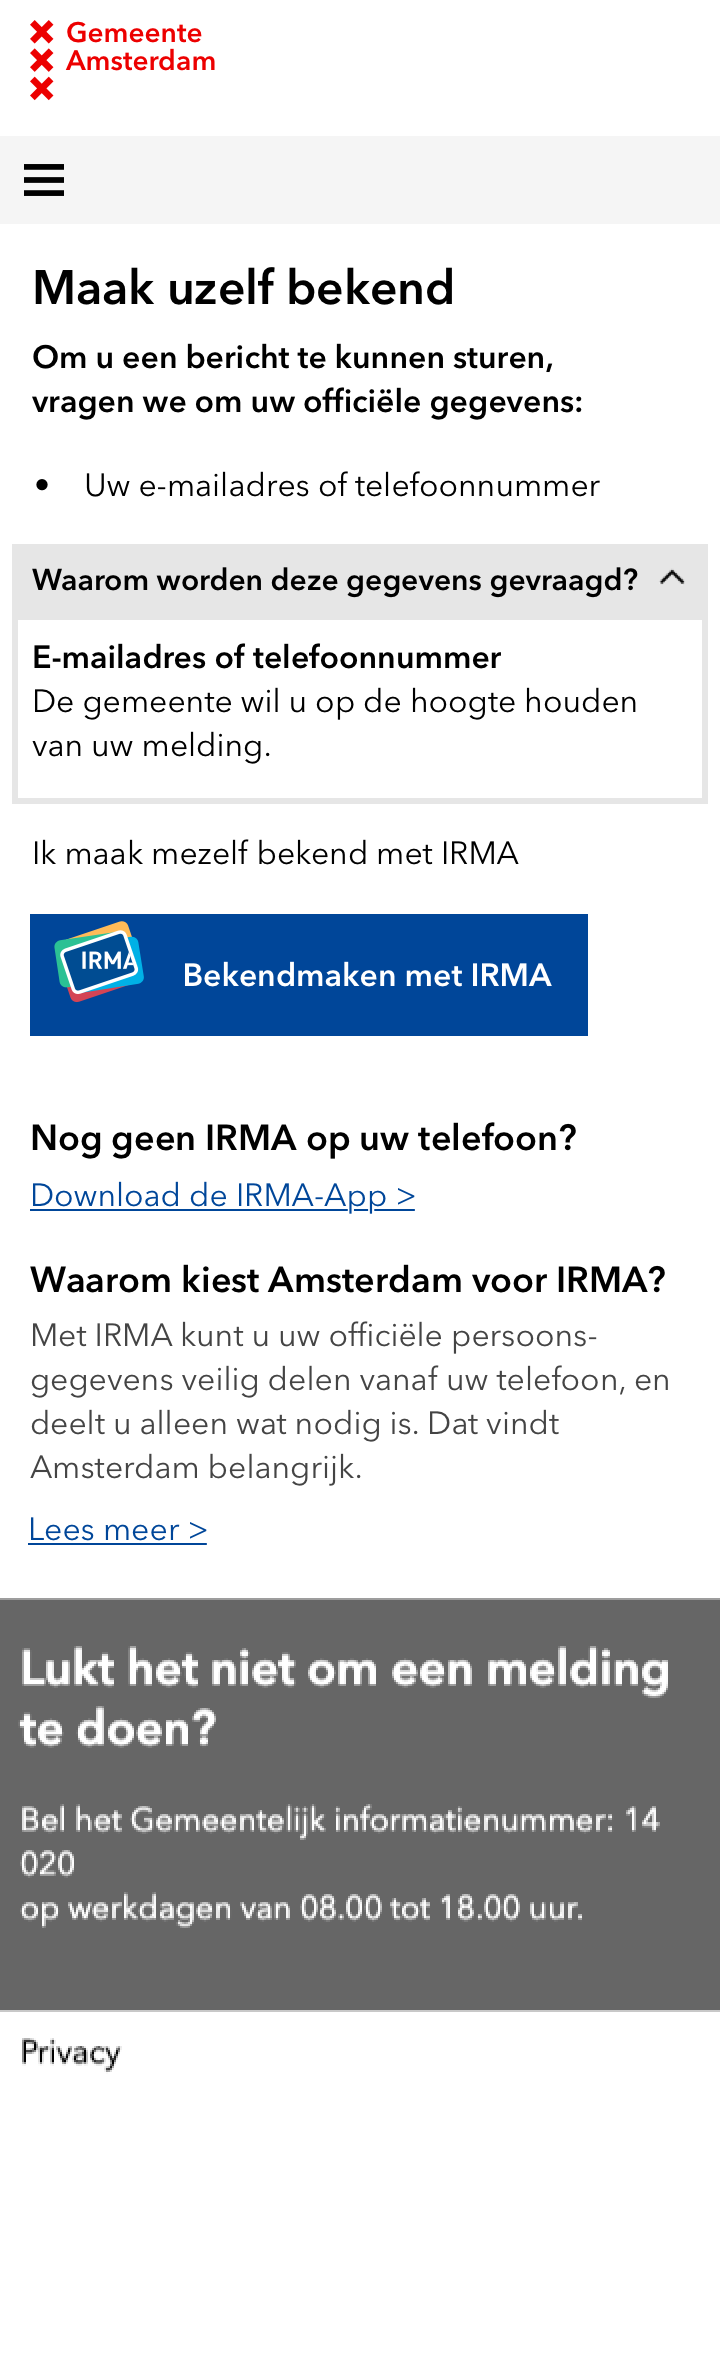 Gemeente
Amsterdam
Maak uzelf bekend
Om u een bericht te kunnen sturen,
vragen we om uw officiële gegevens:
• Uw e-mailadres of telefoonnummer
Waarom worden deze gegevens gevraagd?
E-mailadres of telefoonnummer
De gemeente wil u op de hoogte houden
van uw melding.
Ik maak mezelf bekend met IRMA
IRMA
Bekendmaken met IRMA
Nog geen IRMA op uw telefoon?
Download de IRMA-App >
Waarom kiest Amsterdam voor IRMA?
Met IRMA kunt u uw officiële persoons-
gegevens veilig delen vanaf uw telefoon, en
deelt u alleen wat nodig is. Dat vindt
Amsterdam belangrijk.
Lees meer >
Lukt het niet om een melding
te doen?
Bel het Gemeentelijk informatienummer: 14
020
op werkdagen van 08.00 tot 18.00 uur.
Privacy